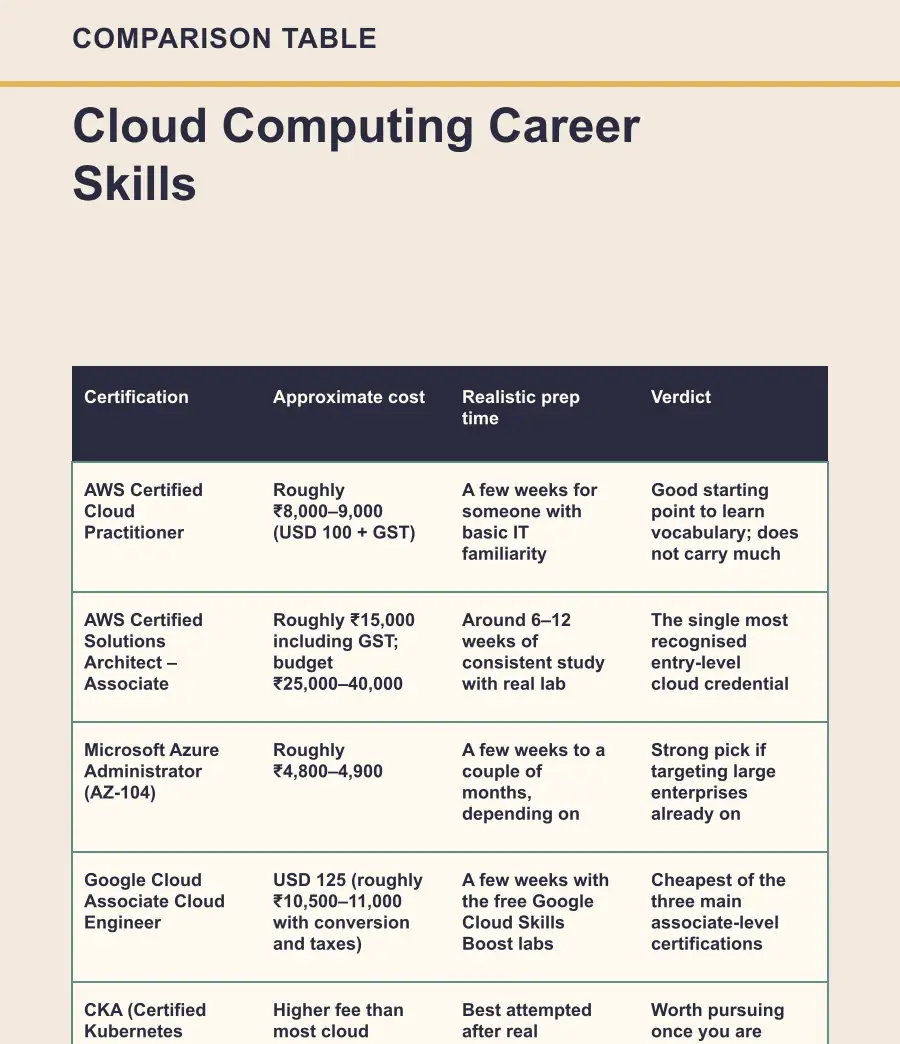 COMPARISON TABLE
Cloud Computing Career
Skills
Certification
Approximate cost
Realistic prep
time
Verdict
AWS Certified
Cloud
Practitioner
Roughly
₹8,000–9,000
(USD 100 + GST)
A few weeks for
someone with
basic IT
familiarity
Good starting
point to learn
vocabulary; does
not carry much
AWS Certified
Solutions
Architect –
Associate
Roughly ₹15,000
including GST;
budget
₹25,000–40,000
Around 6–12
weeks of
consistent study
with real lab
The single most
recognised
entry-level
cloud credential
Microsoft Azure
Administrator
(AZ-104)
Roughly
₹4,800–4,900
A few weeks to a
couple of
months,
depending on
Strong pick if
targeting large
enterprises
already on
Google Cloud
Associate Cloud
Engineer
USD 125 (roughly
₹10,500–11,000
with conversion
and taxes)
A few weeks with
the free Google
Cloud Skills
Boost labs
Cheapest of the
three main
associate-level
certifications
CKA (Certified
Kubernetes
Higher fee than
most cloud
Best attempted
after real
Worth pursuing
once you are